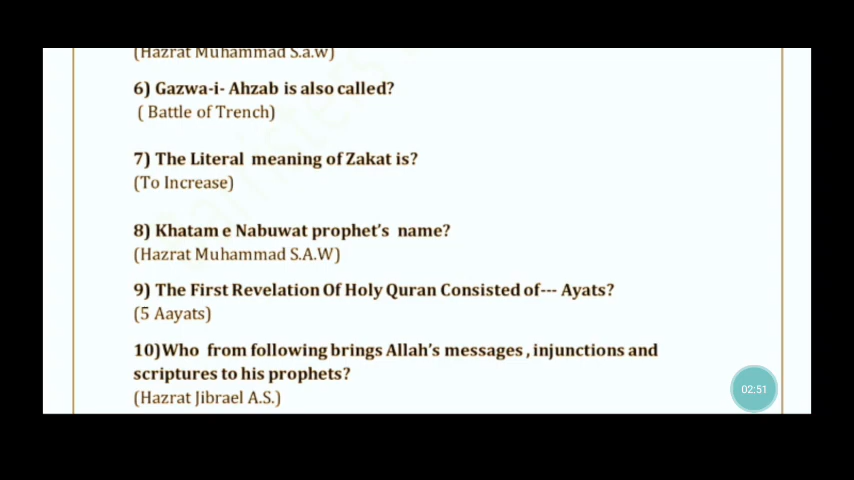 (Hazrat Muhammad S.a.w)
6) Gazwa-i- Ahzab is also called?
( Battle of Trench)
7) The Literal meaning of Zakat is?
(To Increase)
8) Khatam e Nabuwat prophet's name?
(Hazrat Muhammad S.A.W)
9) The First Revelation Of Holy Quran Consisted of--- Ayats?
(5 Aayats)
10)Who from following brings Allah's messages , injunctions and
scriptures to his prophets?
(Hazrat Jibrael A.S.)
02:51